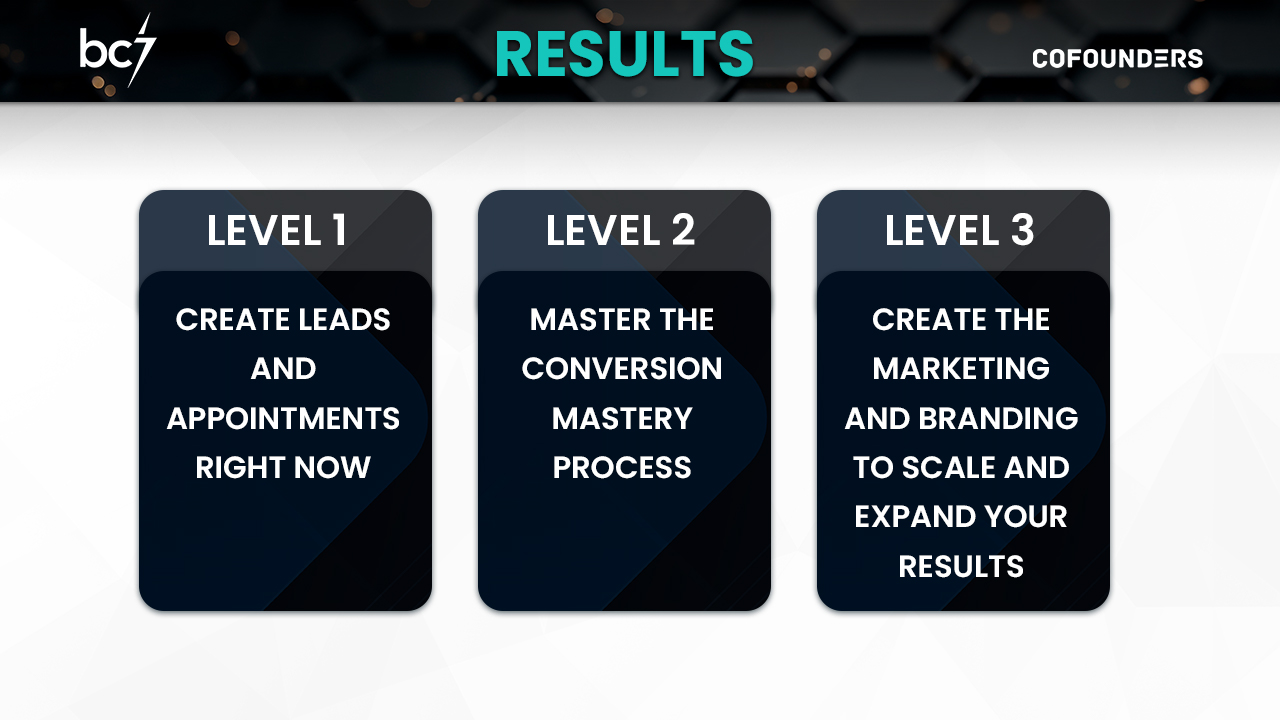 bc7
RESULTS
COFOUNDERS
LEVEL 1
CREATE LEADS
AND
APPOINTMENTS
RIGHT NOW
LEVEL 2
MASTER THE
CONVERSION
MASTERY
PROCESS
LEVEL 3
CREATE THE
MARKETING
AND BRANDING
TO SCALE AND
EXPAND YOUR
RESULTS